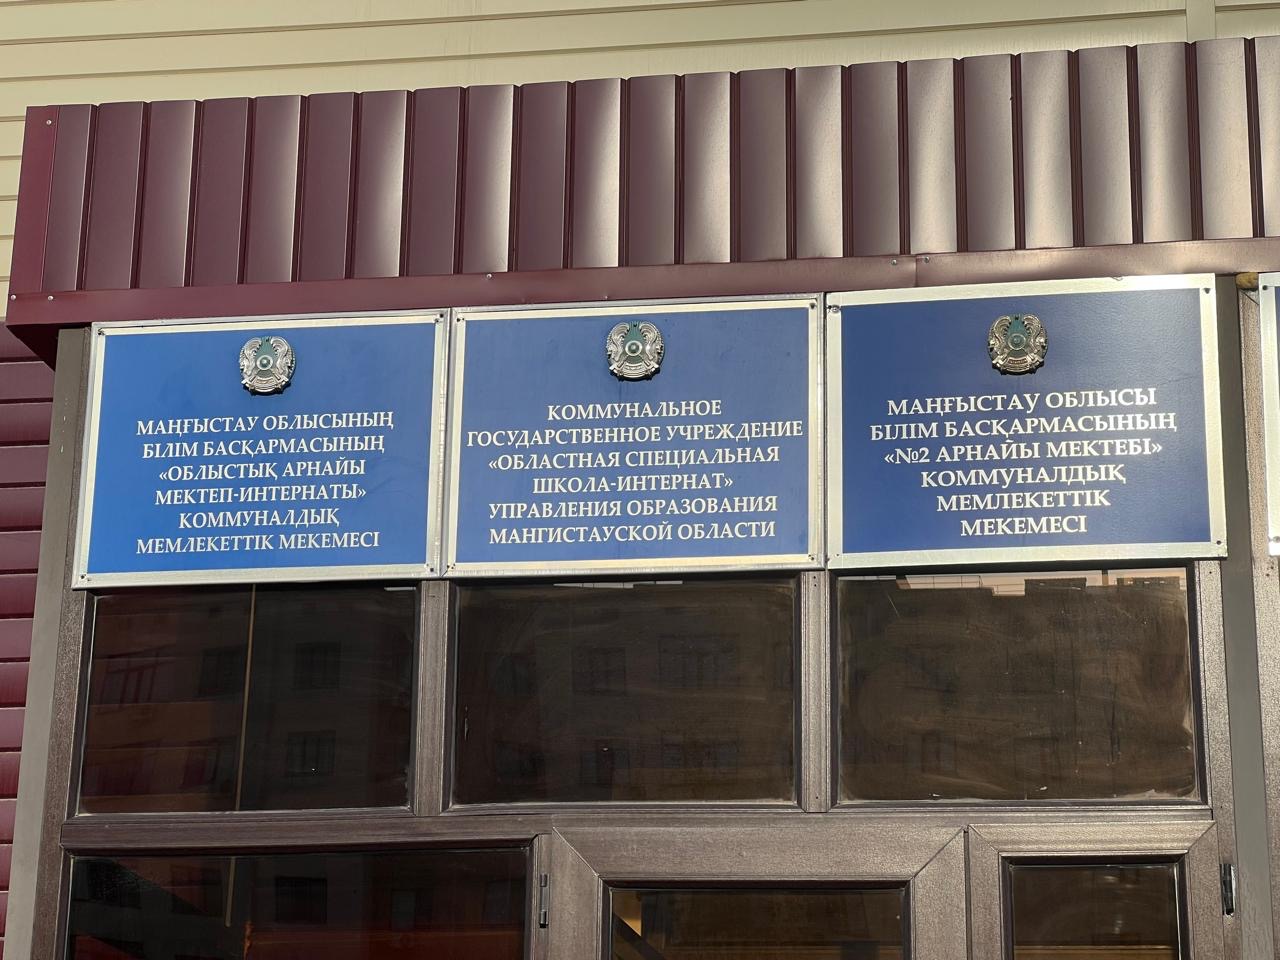 МАҢҒЫСТАУ ОБЛЫСЫНЫҢ
БІЛІМ БАСҚАРМАСЫНЫҢ
«ОБЛЫСТЫҚ АРНАЙЫ
МЕКТЕП-ИНТЕРНАТЫ»
КОММУНАЛДЫҚ
МЕМЛЕКЕТТІК МЕКЕМЕСІ
КОММУНАЛЬНОЕ
ГОСУДАРСТВЕННОЕ УЧРЕЖДЕНИЕ
«ОБЛАСТНАЯ СПЕЦИАЛЬНАЯ
ШКОЛА-ИНТЕРНАТ»
УПРАВЛЕНИЯ ОБРАЗОВАНИЯ
МАНГИСТАУСКОЙ ОБЛАСТИ
МАҢҒЫСТАУ ОБЛЫСЫ
БІЛІМ БАСҚАРМАСЫНЫҢ
«№2 АРНАЙЫ МЕКТЕБІ»
КОММУНАЛДЫҚ
МЕМЛЕКЕТТІК
МЕКЕМЕСІ